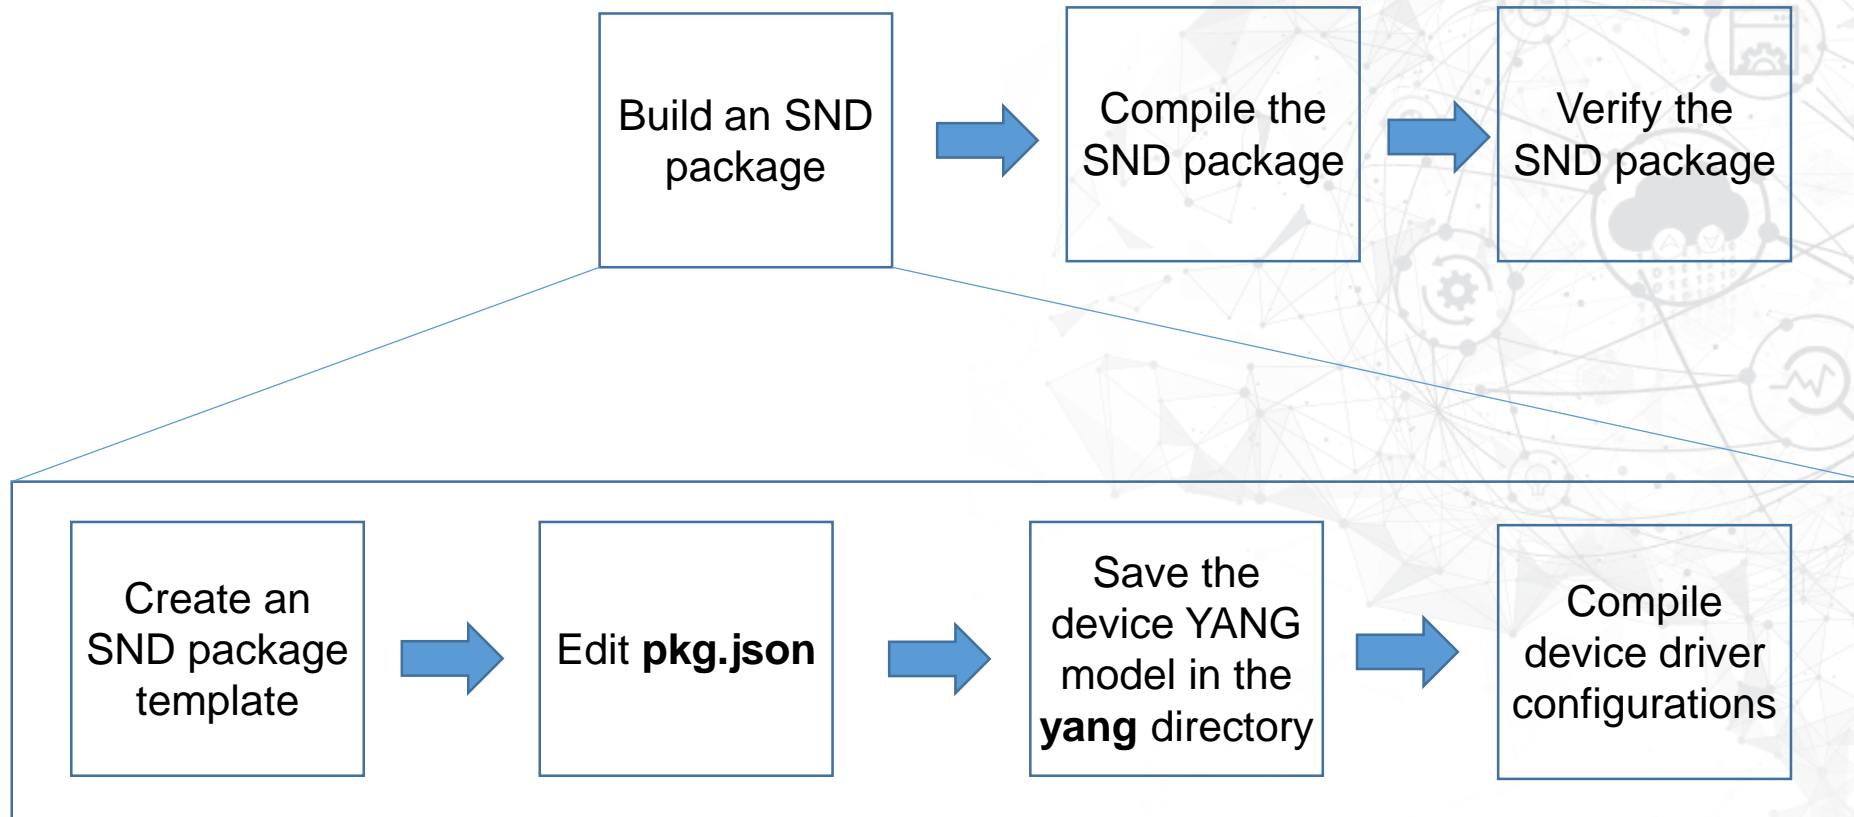 Build an SND
package
Compile the
SND package
Verify the
SND package
Create an
SND package
template
Edit pkg.json
Save the
device YANG
model in the
yang directory
Compile
device driver
configurations